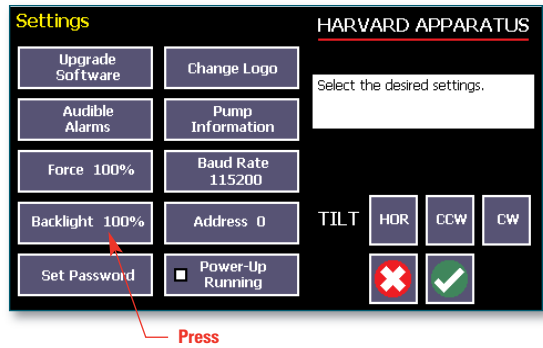 Settings
HARVARD APPARATUS
Upgrade
Software
Change Logo
Select the desired settings.
Audible
Alarms
Pump
Information
Force 100%
Baud Rate
115200
Backlight 100%
Address 0
TILT
HOR
CCW
CW
Set Password
Power-Up
Running
Press